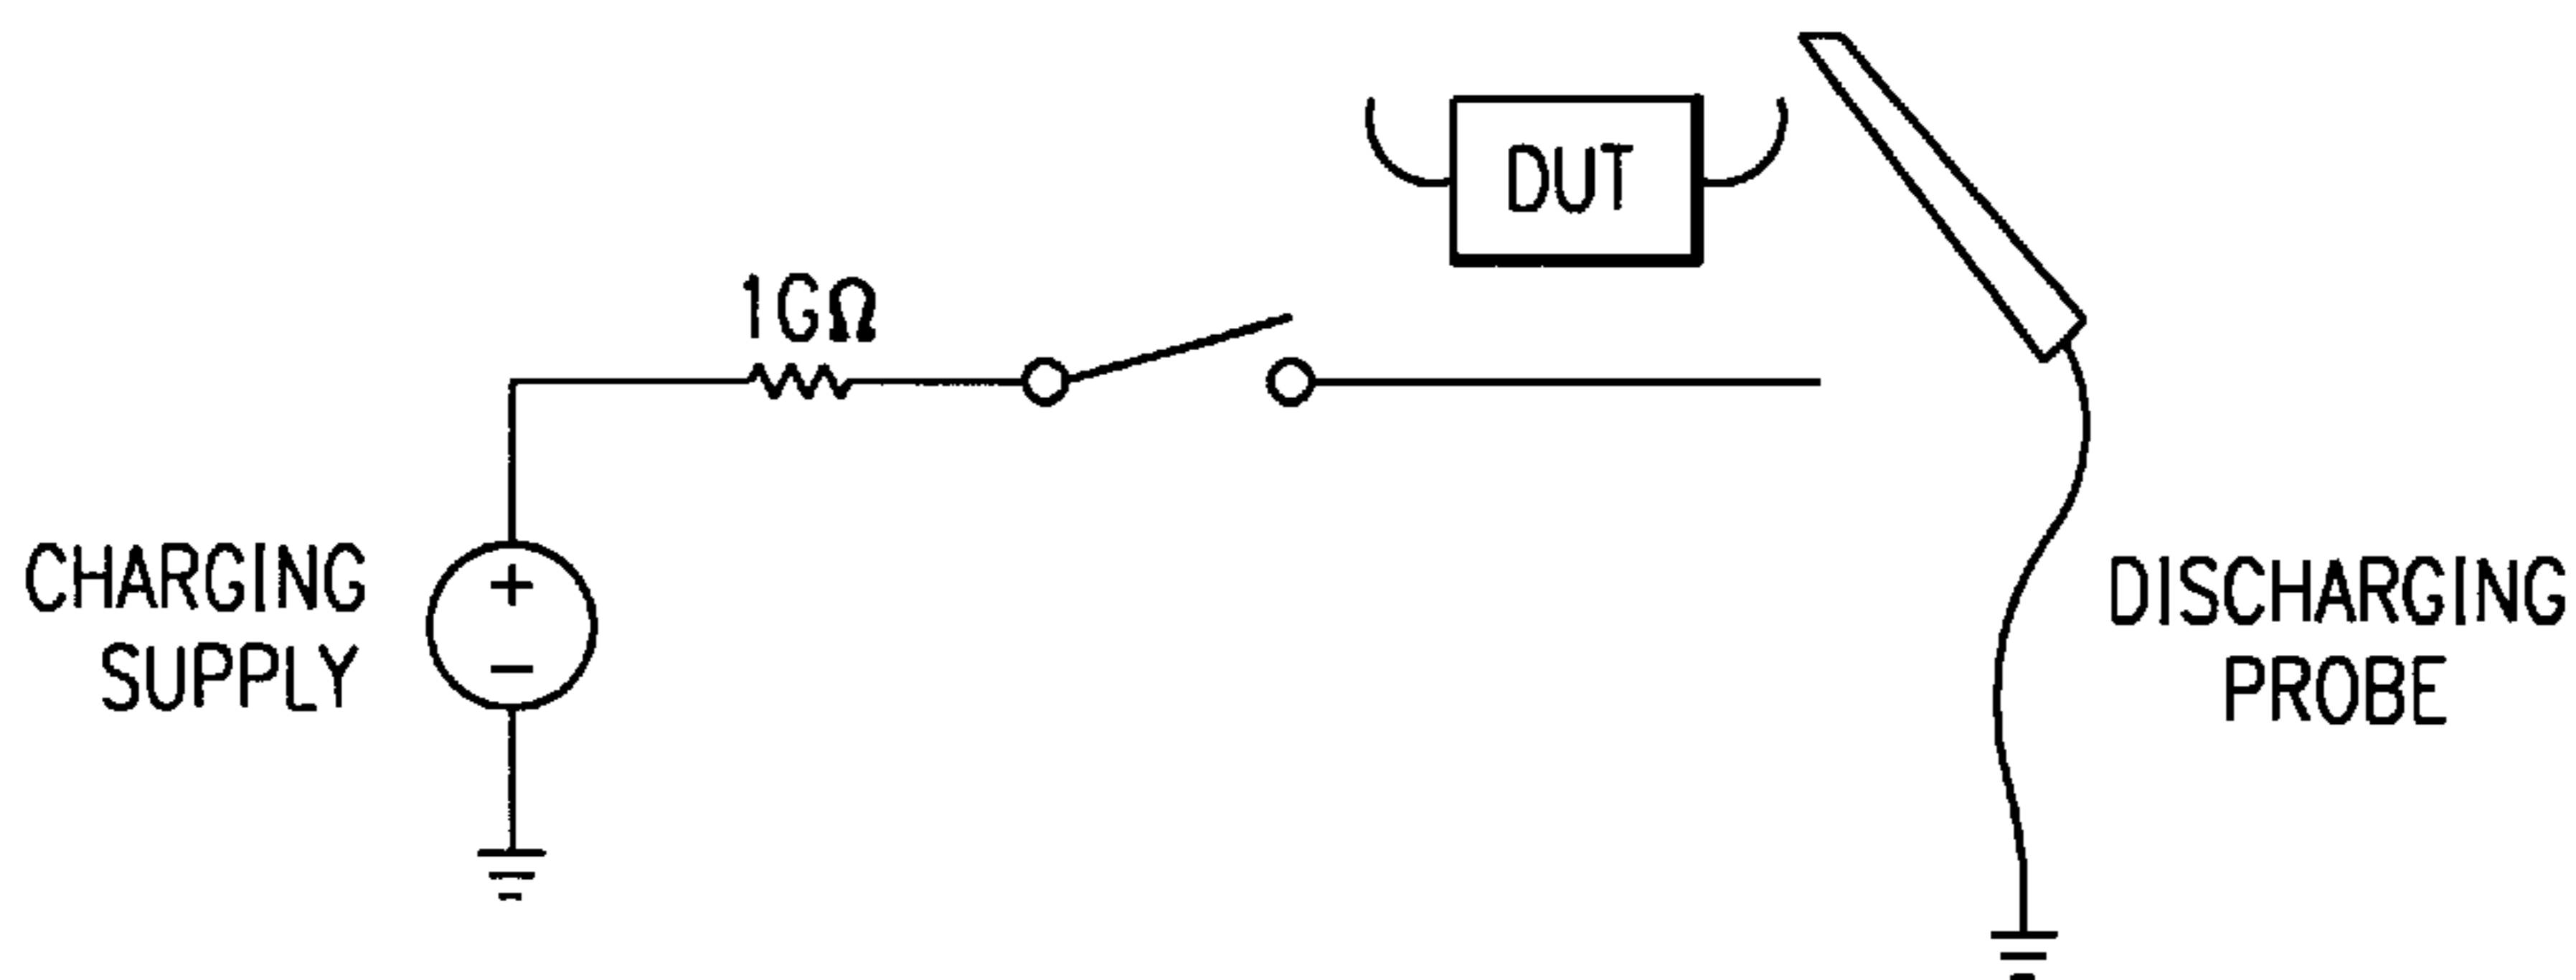 DUT
1GΩ
+
−
CHARGING
SUPPLY
DISCHARGING
PROBE